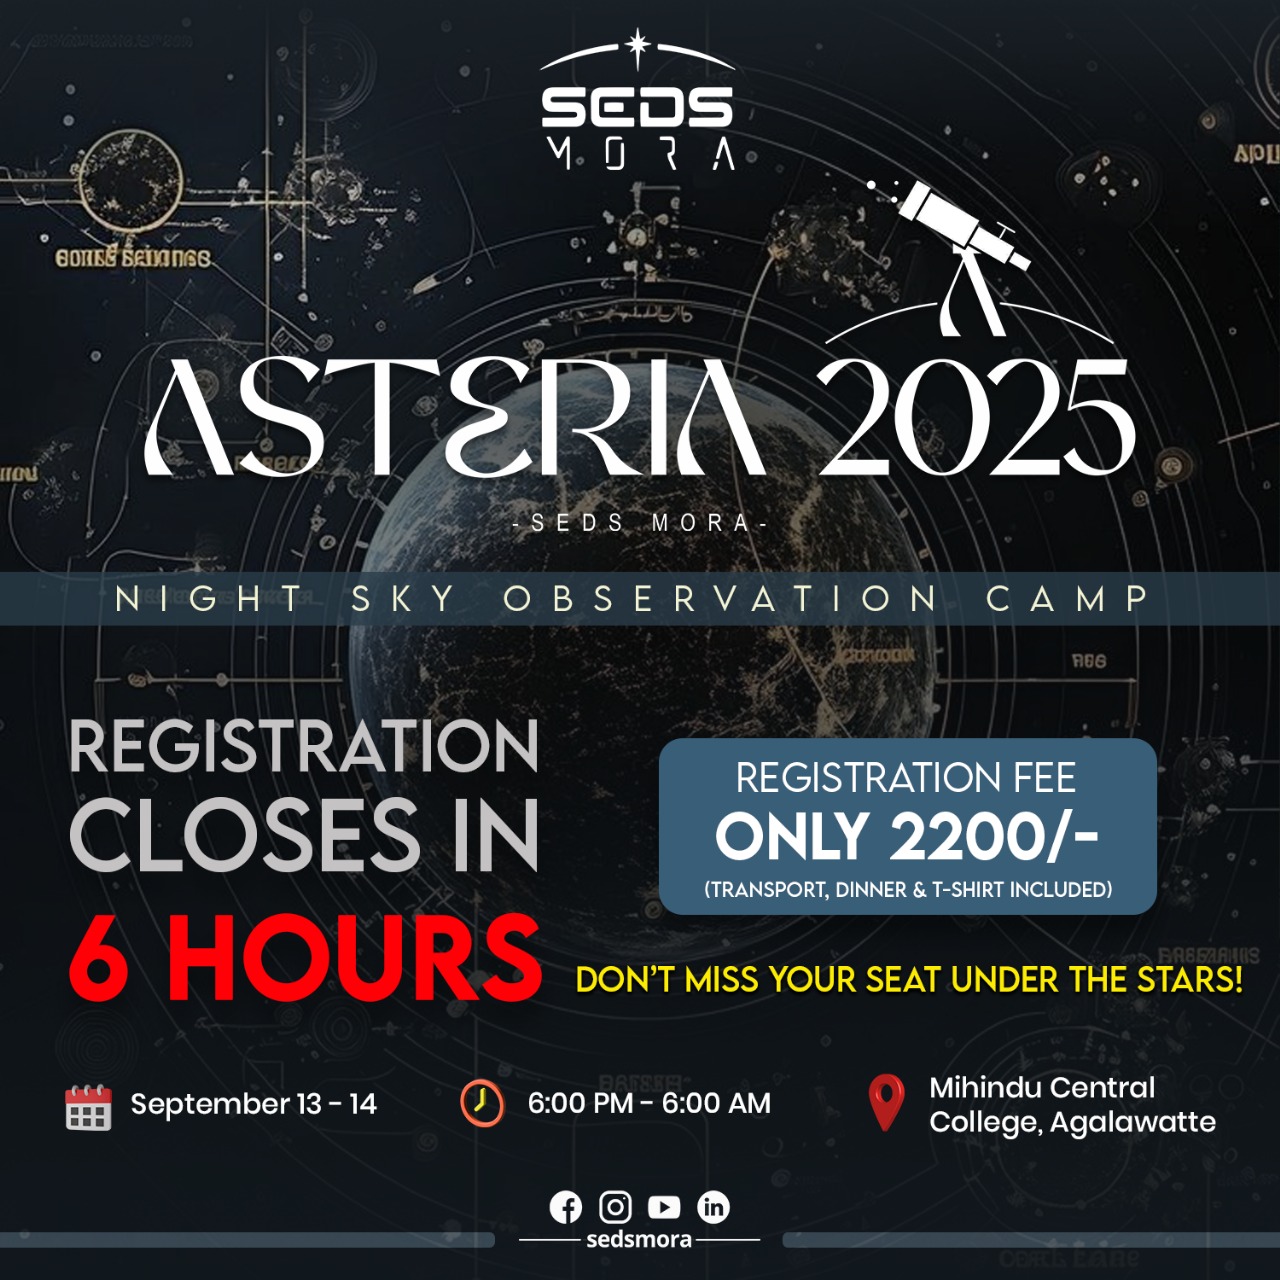 SEDS
MORA
ASTERIA 2025
-SEDS MORA-
NIGHT SKY OBSERVATION CAMP
REGISTRATION
CLOSES IN
6 HOURS
REGISTRATION FEE
ONLY 2200/-
(TRANSPORT, DINNER & T-SHIRT INCLUDED)
DON'T MISS YOUR SEAT UNDER THE STARS!
September 13 - 14
6:00 PM - 6:00 AM
Mihindu Central
College, Agalawatte
sedsmora